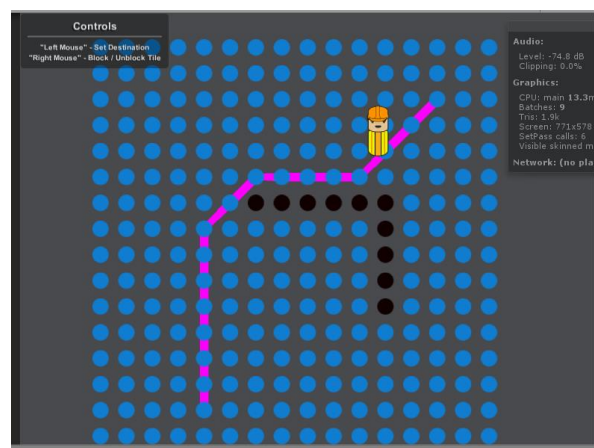 Controls
"Left Mouse" - Set Destination
"Right Mouse" - Block / Unblock Tile
Audio:
Level: -74.8 dB
Clipping: 0.0%
Graphics:
CPU: main 13.3m
Batches: 9
Tris: 1.9k
Screen: 771x578
SetPass calls: 6
Visible skinned m
Network: (no pla